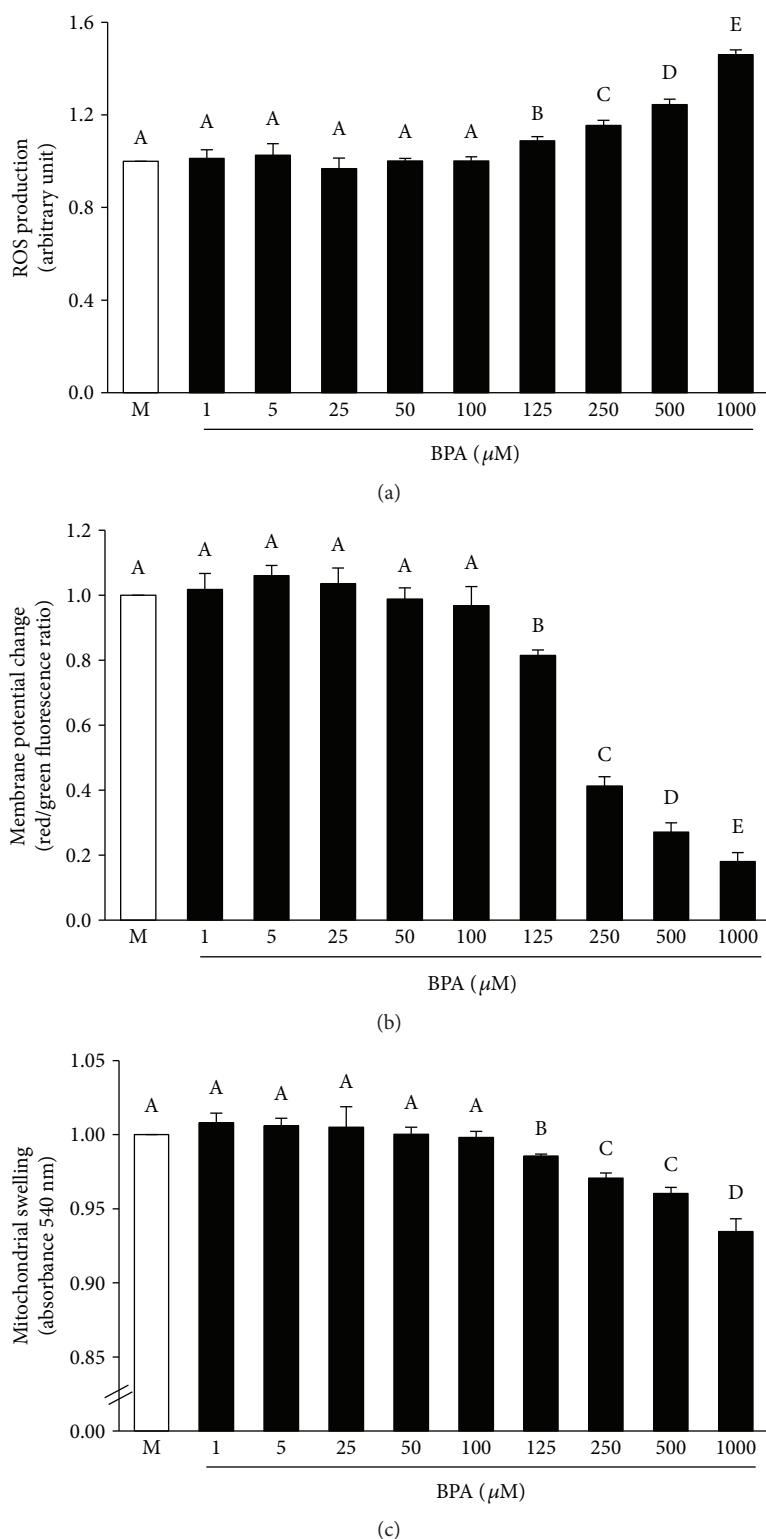 1.6
E
D
C
B
A A A A A A
1.2
0.8
0.4
0.0
ROS production
(arbitrary unit)
M 1 5 25 50 100 125 250 500 1000
BPA (μM)
(a)
1.2
A A A A A A
1.0
B
0.8
0.6
C
0.4
D
E
0.2
0.0
Membrane potential change
(red/green fluorescence ratio)
M 1 5 25 50 100 125 250 500 1000
BPA (μM)
(b)
1.05
A A A A A A
B
1.00
C C
D
0.95
0.90
0.85
0.00
Mitochondrial swelling
(absorbance 540 nm)
M 1 5 25 50 100 125 250 500 1000
BPA (μM)
(c)